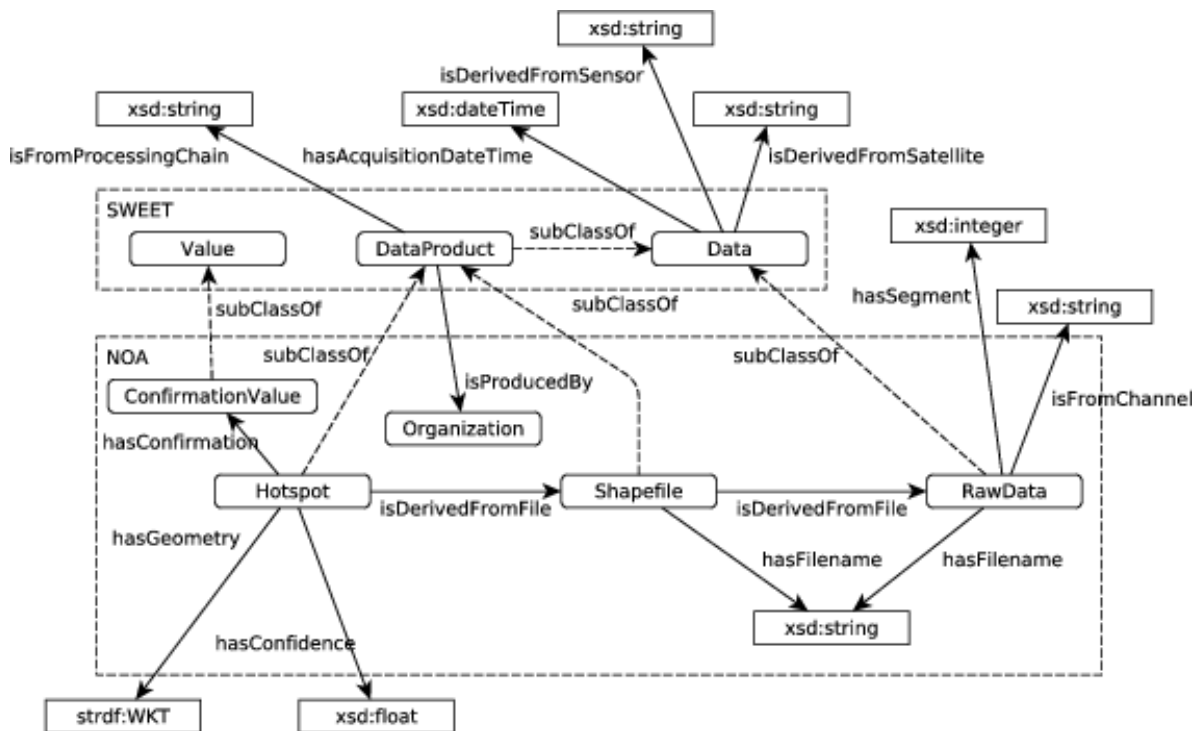 xsd:string
isDerivedFromSensor
xsd:string
xsd:dateTime
xsd:string
isFromProcessingChain
hasAcquisitionDateTime
isDerivedFromSatellite
SWEET
Value
DataProduct
subClassOf
Data
xsd:integer
hasSegment
xsd:string
subClassOf
subClassOf
NOA
subClassOf
subClassOf
ConfirmationValue
isProducedBy
isFromChannel
Organization
hasConfirmation
Hotspot
isDerivedFromFile
Shapefile
isDerivedFromFile
RawData
hasGeometry
hasFilename
hasFilename
xsd:string
hasConfidence
strdf:WKT
xsd:float